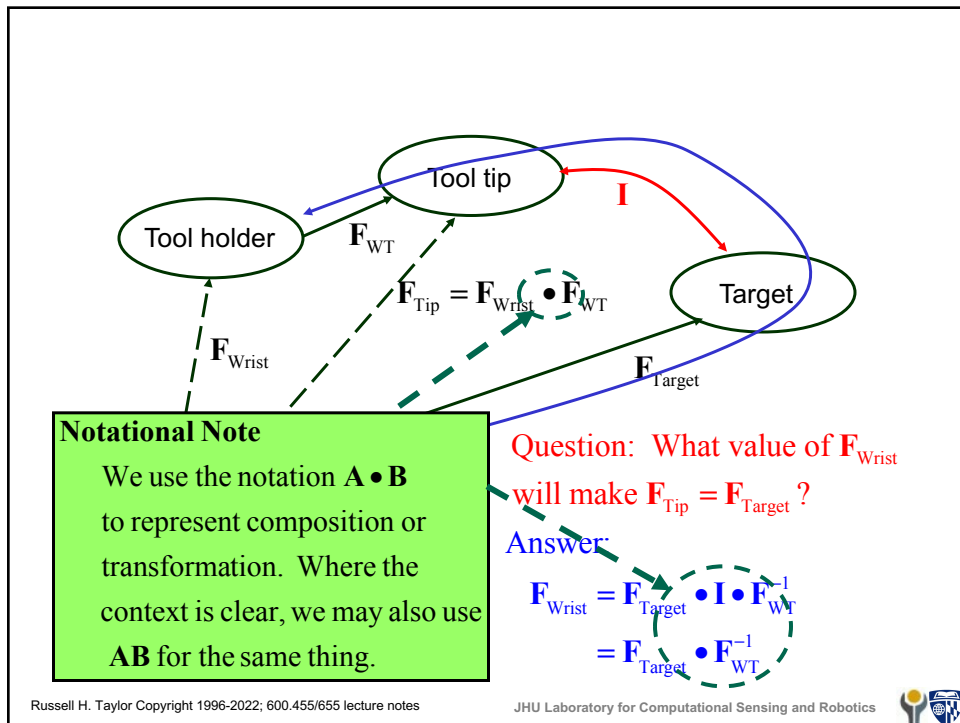 Tool tip
I
Tool holder
F_WT
Target
F_Tip = F_Wrist • F_WT
F_Wrist
F_Target
Notational Note
We use the notation A • B
to represent composition or
transformation. Where the
context is clear, we may also use
AB for the same thing.
Question: What value of F_Wrist
will make F_Tip = F_Target ?
Answer:
F_Wrist = F_Target • I • F_WT^-1
= F_Target • F_WT^-1
Russell H. Taylor Copyright 1996-2022; 600.455/655 lecture notes
JHU Laboratory for Computational Sensing and Robotics